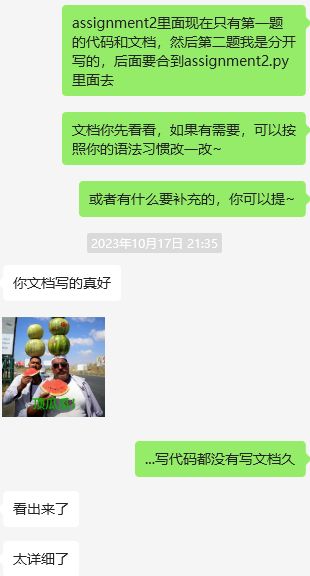 assignment2里面现在只有第一题
的代码和文档，然后第二题我是分开
写的，后面要合到assignment2.py
里面去
文档你先看看，如果有需要，可以按
照你的语法习惯改一改~
或者有什么要补充的，你可以提~
2023年10月17日 21:35
你文档写的真好
顶瓜瓜!
...写代码都没有写文档久
看出来了
太详细了